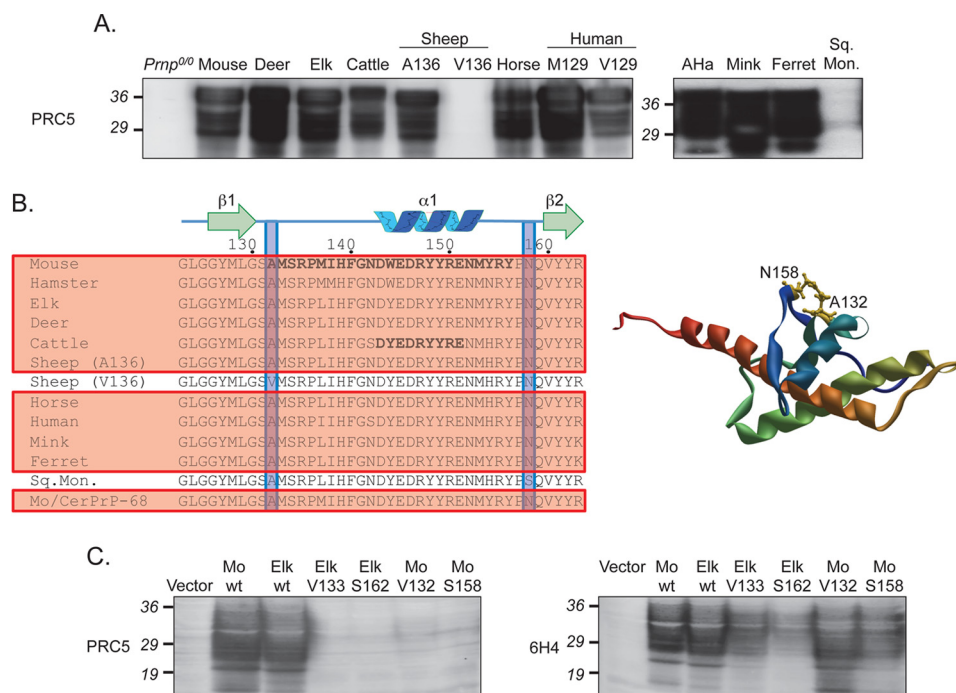 A.
Sheep
Human
Sq.
Prnp0/0 Mouse Deer Elk Cattle A136 V136 Horse M129 V129
AHa Mink Ferret Mon.
PRC5
36
29
36
29
B.
β1
α1
β2
130 140 150 160
Mouse GLGGYMLGSAMSRPMIHFGNDWEDRYYRENMYRYPNQVYYR
Hamster GLGGYMLGSAMSRPMMHFGNDWEDRYYRENMNRYPNQVYYR
Elk GLGGYMLGSAMSRPLIHFGNDYEDRYYRENMYRYPNQVYYR
Deer GLGGYMLGSAMSRPLIHFGNDYEDRYYRENMYRYPNQVYYR
Cattle GLGGYMLGSAMSRPLIHFGNDYEDRYYRENMHRYPNQVYYR
Sheep (A136) GLGGYMLGSAMSRPLIHFGNDYEDRYYRENMYRYPNQVYYR
Sheep (V136) GLGGYMLGSVMSRPLIHFGNDYEDRYYRENMHRYPNQVYYR
Horse GLGGYMLGSAMSRPLIHFGNDYEDRYYRENMHRYPNQVYYR
Human GLGGYMLGSAMSRPIIHFGSDYEDRYYRENMHRYPNQVYYR
Mink GLGGYMLGSAMSRPLIHFGNDYEDRYYRENMYRYPNQVYYK
Ferret GLGGYMLGSAMSRPLIHFGNDYEDRYYRENMYRYPNQVYYK
Sq.Mon. GLGGYMLGSAMSRPLIHFGNDYEDRYYRENMYRYPSQVYYR
Mo/CerPrP-68 GLGGYMLGSAMSRPMIHFGNDWEDRYYRENMYRYPNQVYYR
N158
A132
C.
Mo Elk Elk Elk Mo Mo
Vector wt wt V133 S162 V132 S158
PRC5
36
29
19
Mo Elk Elk Elk Mo Mo
Vector wt wt V133 S162 V132 S158
6H4
36
29
19